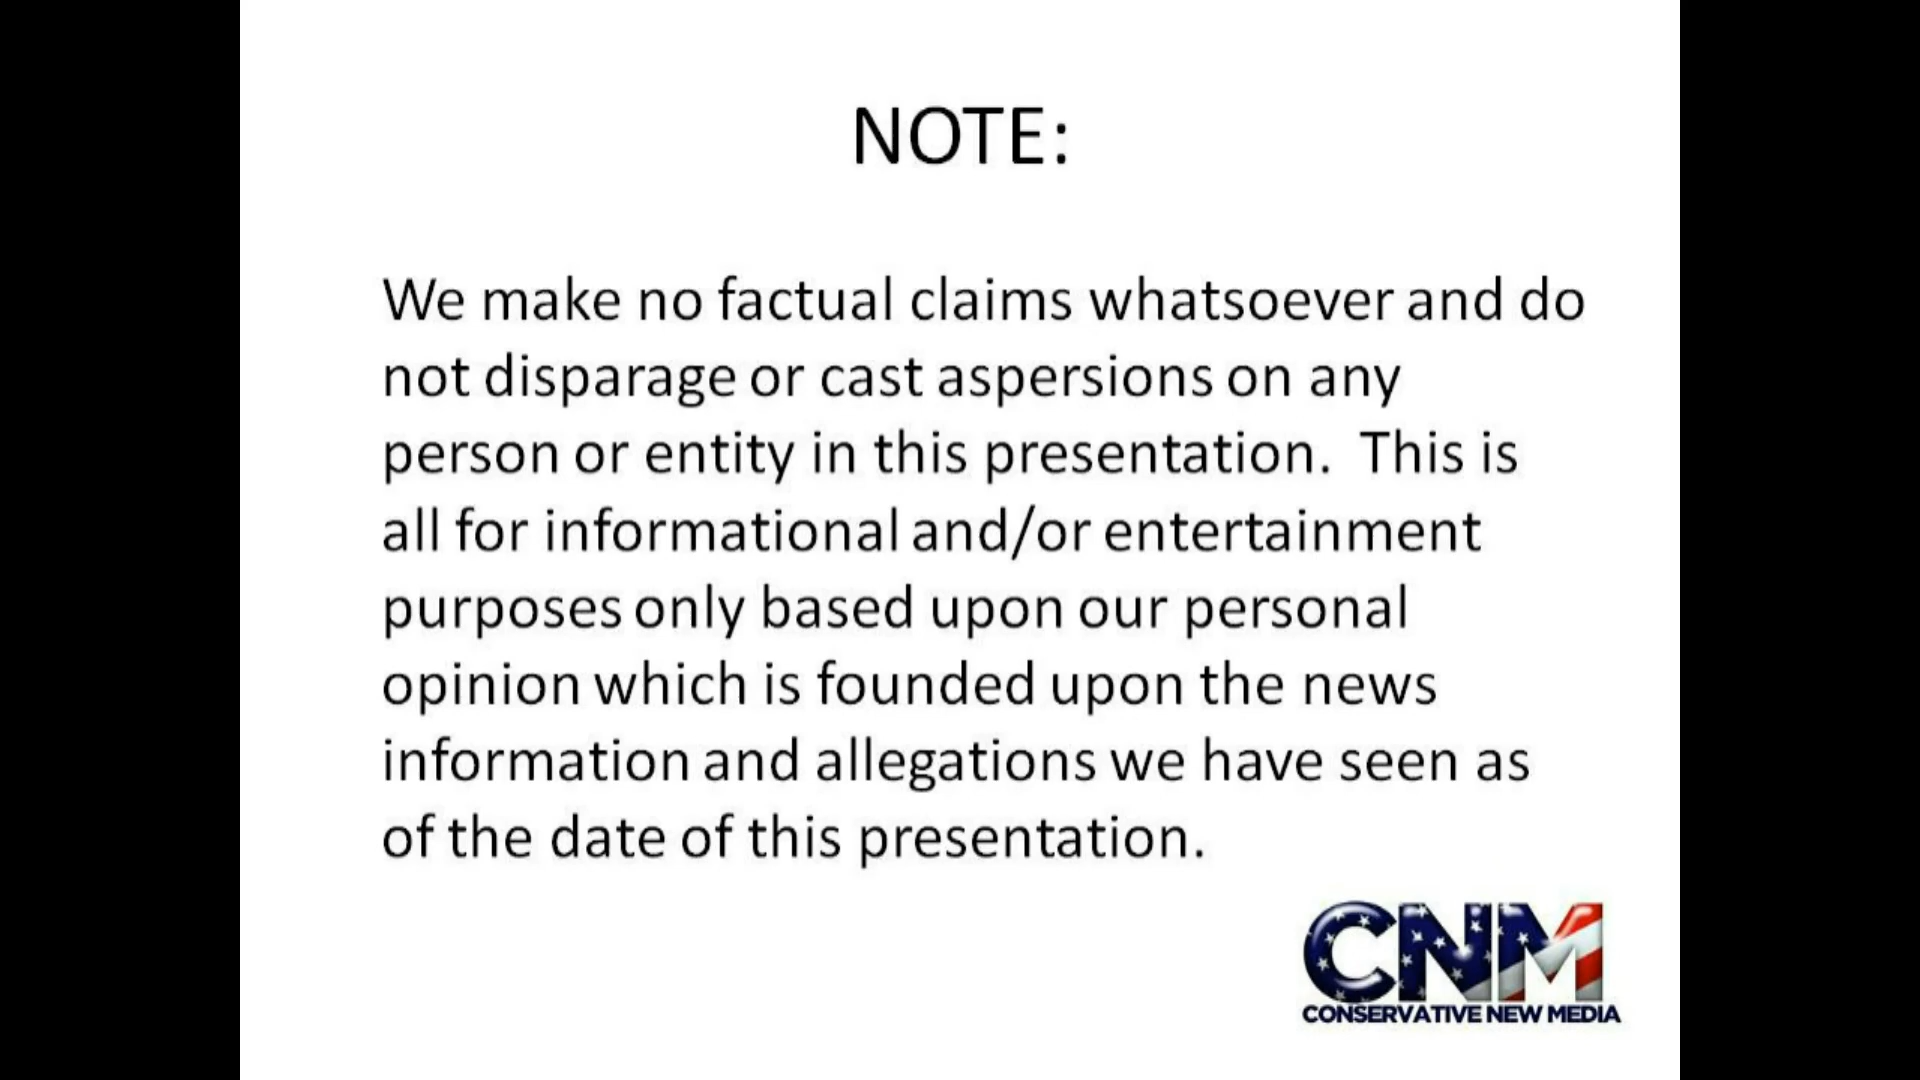 NOTE:
We make no factual claims whatsoever and do
not disparage or cast aspersions on any
person or entity in this presentation.  This is
all for informational and/or entertainment
purposes only based upon our personal
opinion which is founded upon the news
information and allegations we have seen as
of the date of this presentation.
CNM
CONSERVATIVE NEW MEDIA